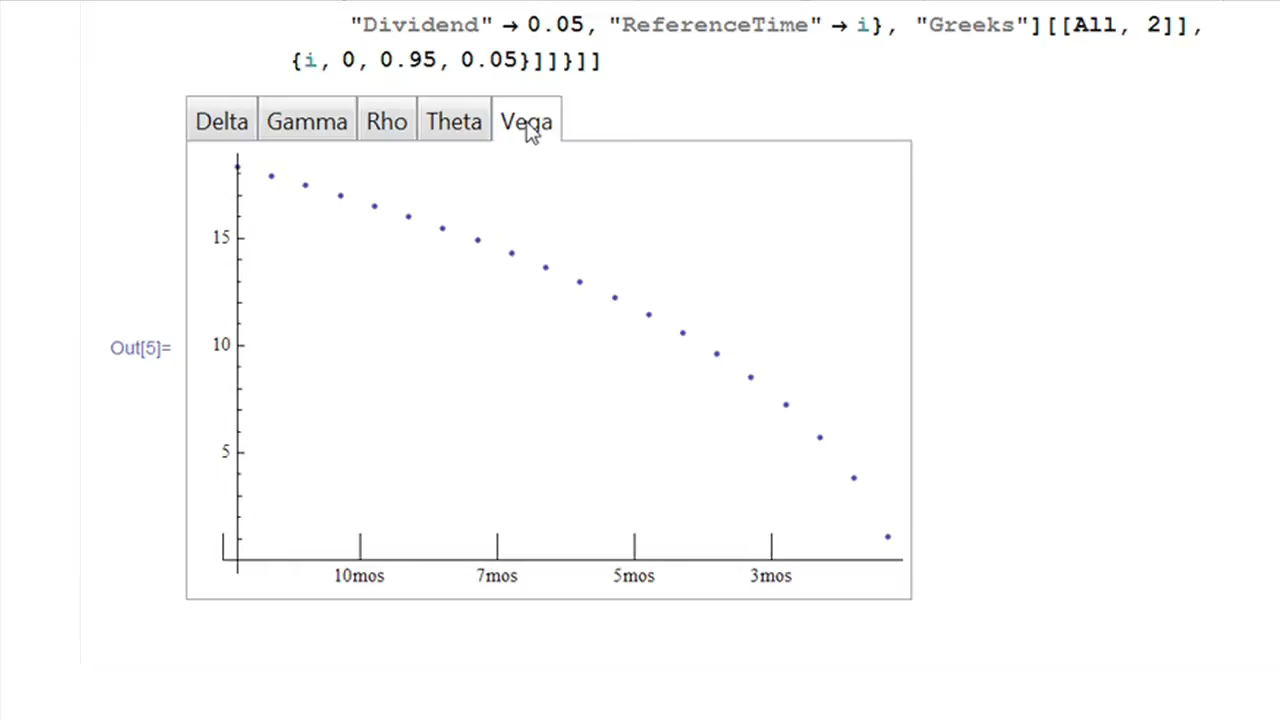 "Dividend" → 0.05, "ReferenceTime" → i}, "Greeks"][[All, 2]],
{i, 0, 0.95, 0.05}]]}]]
Delta Gamma Rho Theta Vega
15
10
Out[5]=
5
10mos 7mos 5mos 3mos